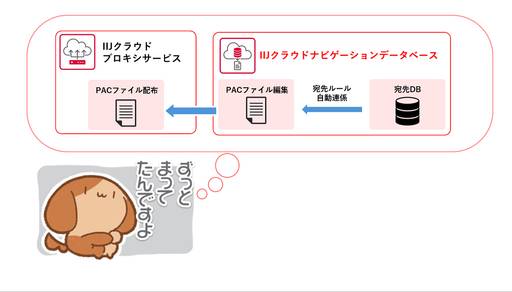 IIJクラウド
プロキシサービス
PACファイル配布
IIJクラウドナビゲーションデータベース
PACファイル編集
宛先ルール
自動連係
宛先DB
ずっと
まって
たんですよ